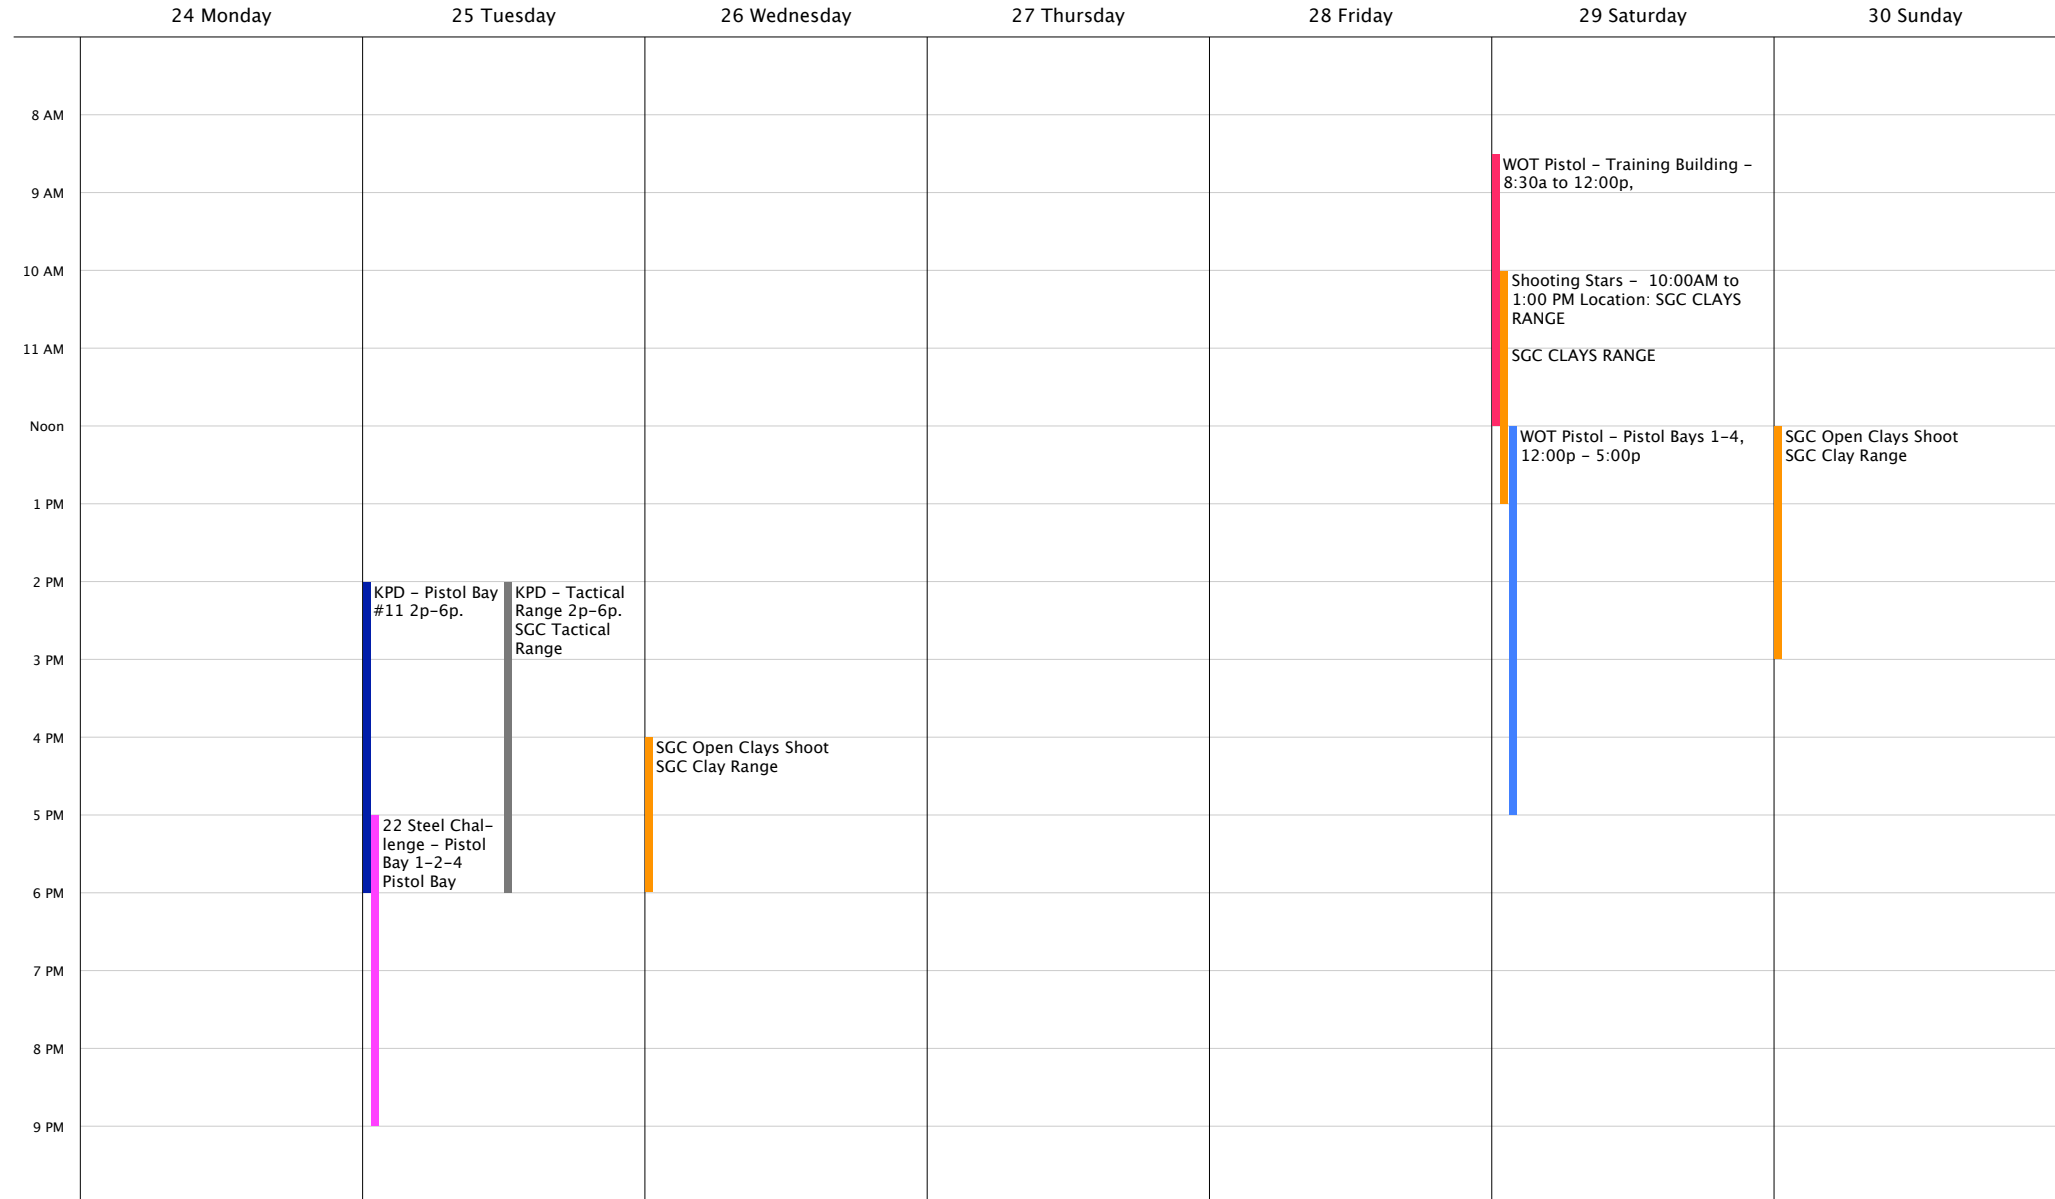 24 Monday
25 Tuesday
26 Wednesday
27 Thursday
28 Friday
29 Saturday
30 Sunday
8 AM
9 AM
10 AM
11 AM
Noon
1 PM
2 PM
3 PM
4 PM
5 PM
6 PM
7 PM
8 PM
9 PM
KPD – Pistol Bay
#11 2p–6p.
KPD – Tactical
Range 2p–6p.
SGC Tactical
Range
22 Steel Chal–
lenge – Pistol
Bay 1–2–4
Pistol Bay
SGC Open Clays Shoot
SGC Clay Range
WOT Pistol – Training Building –
8:30a to 12:00p,
Shooting Stars –  10:00AM to
1:00 PM Location: SGC CLAYS
RANGE
SGC CLAYS RANGE
WOT Pistol – Pistol Bays 1–4,
12:00p – 5:00p
SGC Open Clays Shoot
SGC Clay Range